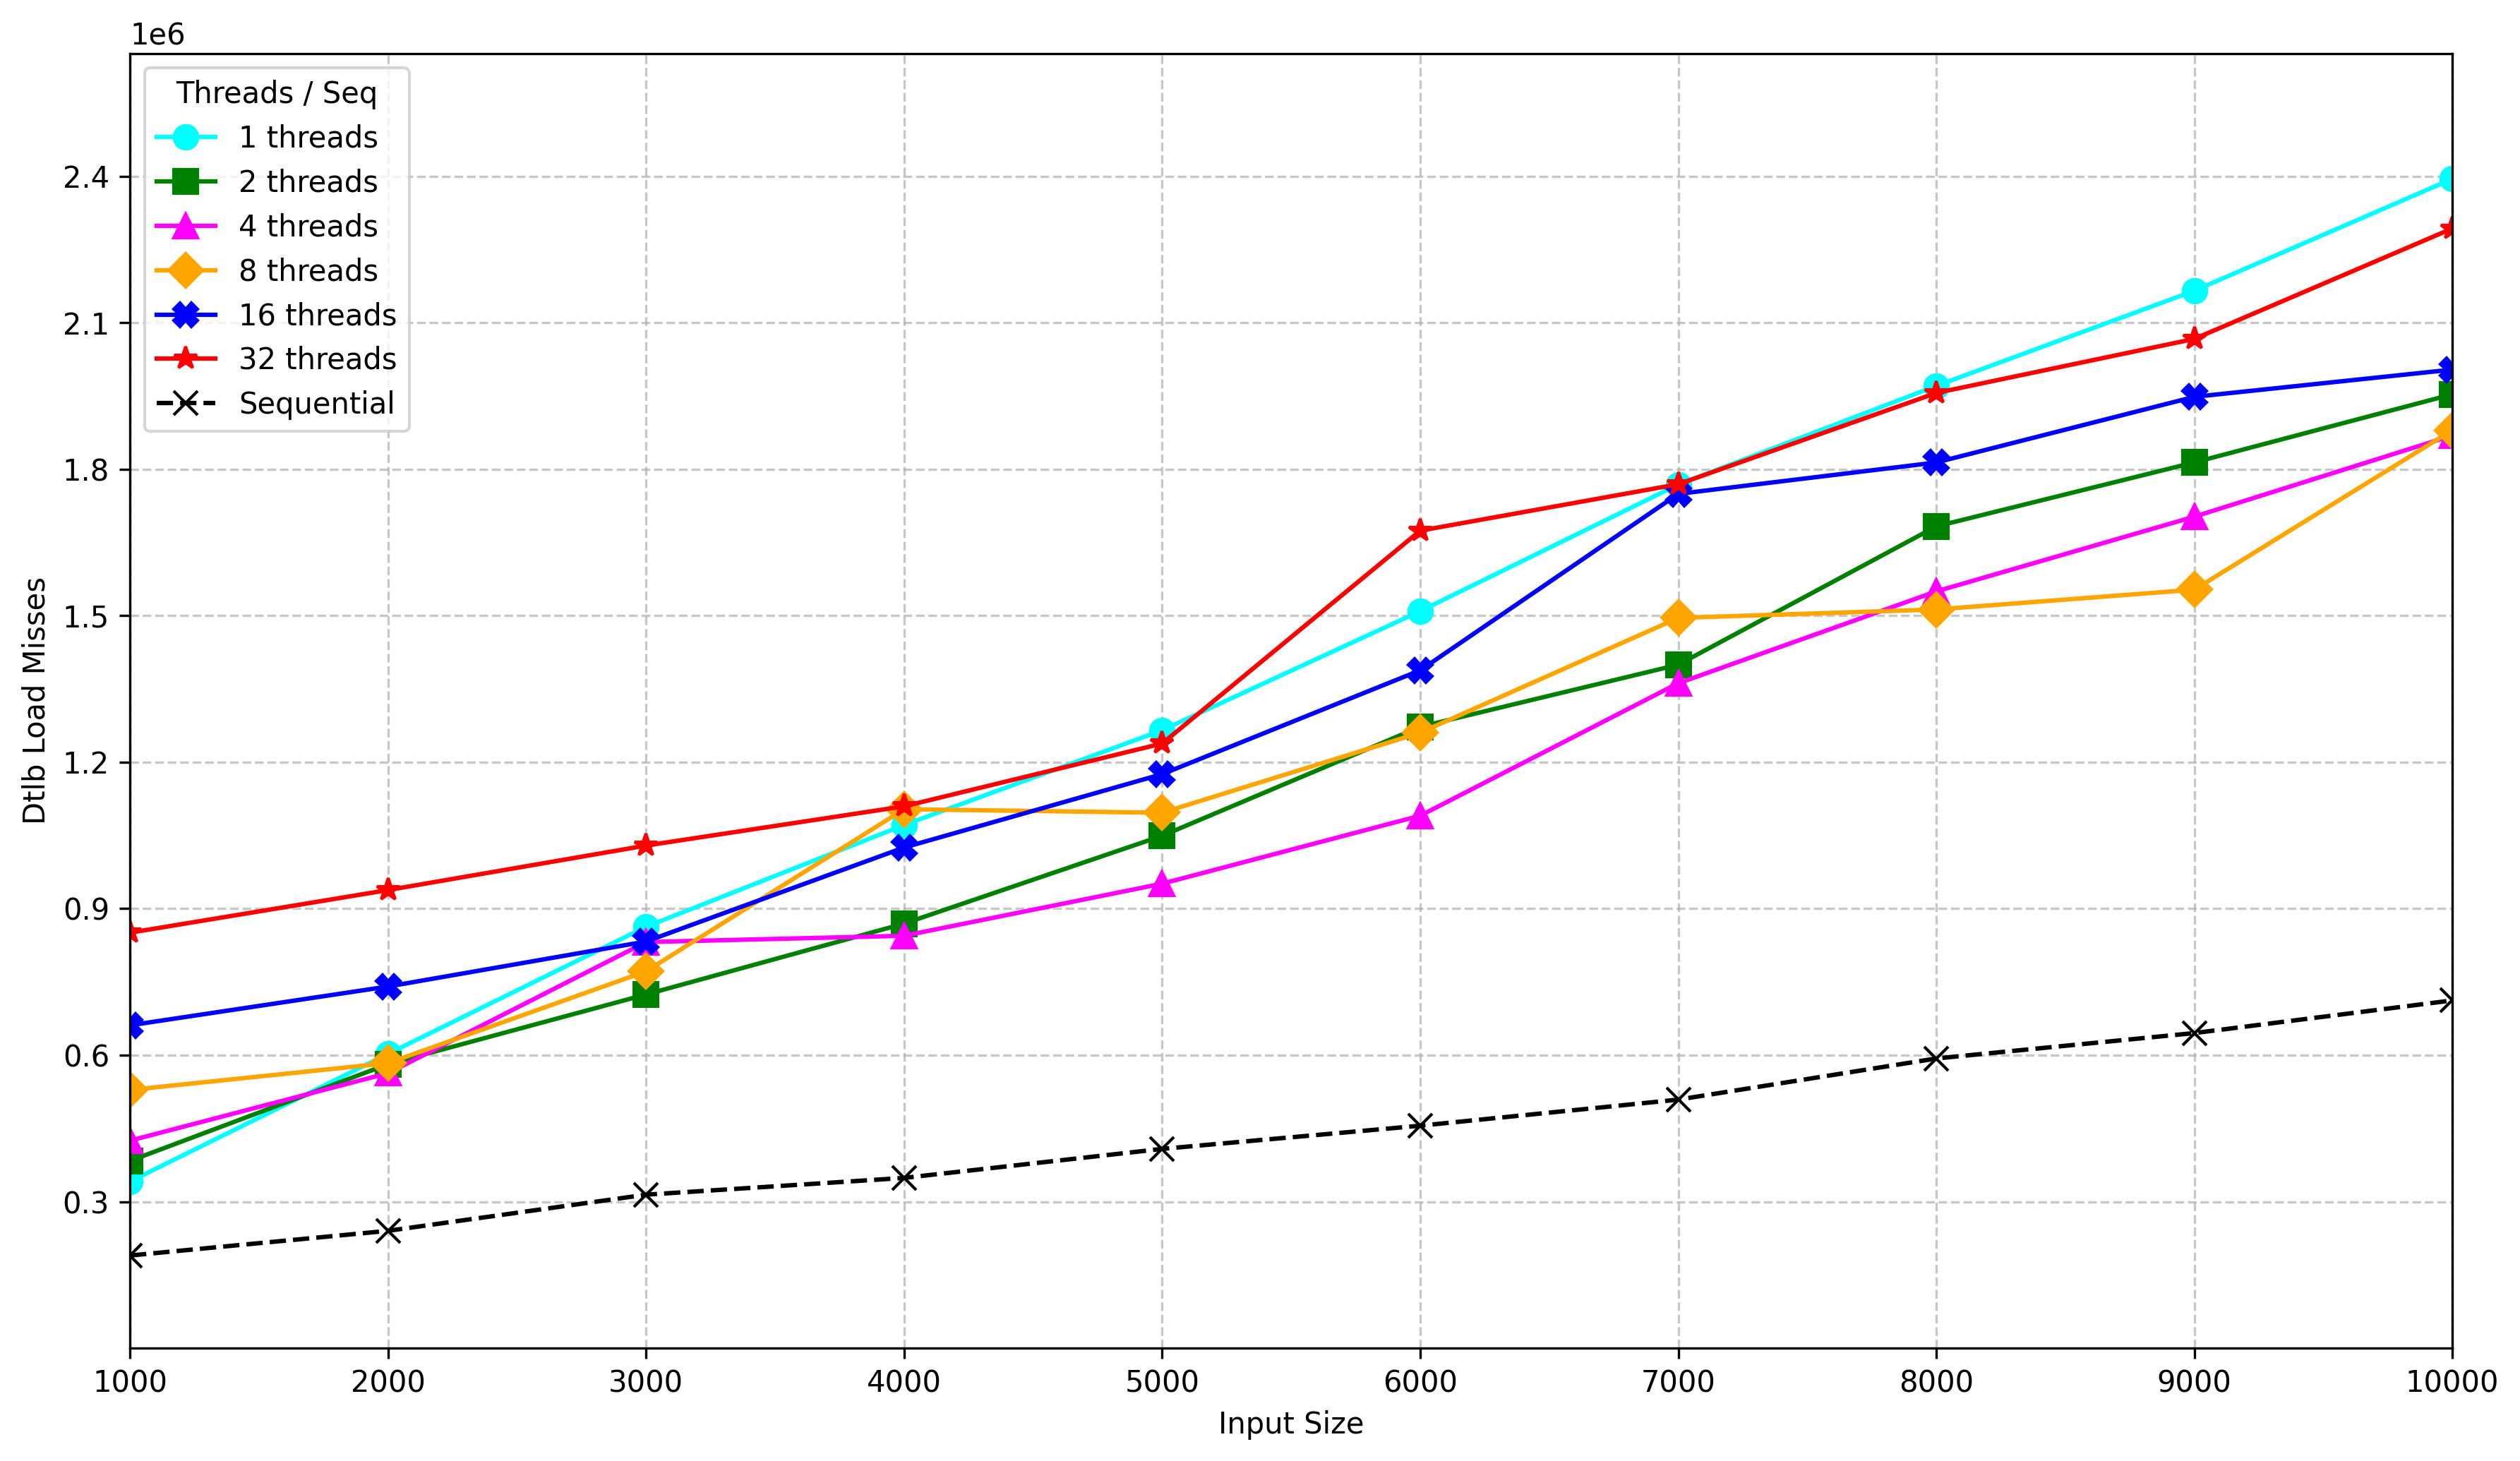 1e6
Threads / Seq
1 threads
2 threads
4 threads
8 threads
16 threads
32 threads
Sequential
2.4
2.1
1.8
1.5
1.2
0.9
0.6
0.3
Dtlb Load Misses
1000 2000 3000 4000 5000 6000 7000 8000 9000 10000
Input Size